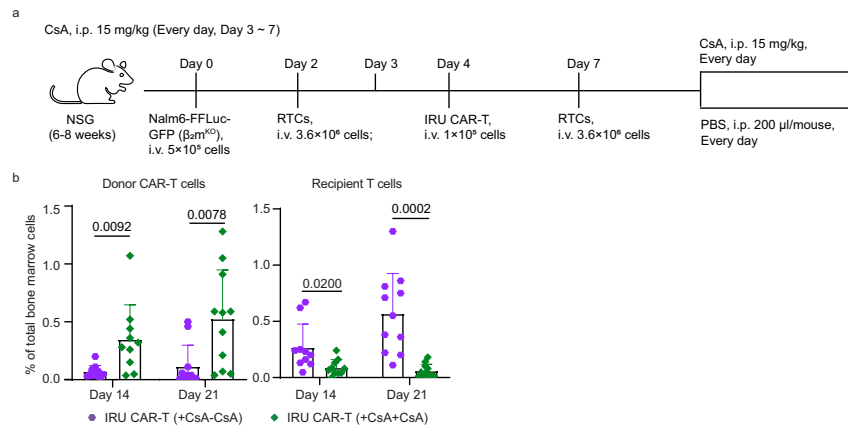 a
CsA, i.p. 15 mg/kg (Every day, Day 3 ~ 7)
Day 0
Day 2
Day 3
Day 4
Day 7
CsA, i.p. 15 mg/kg,
Every day
NSG
(6-8 weeks)
Nalm6-FFLuc-
GFP (β₂mᴷᴼ),
i.v. 5×10⁵ cells
RTCs,
i.v. 3.6×10⁶ cells;
IRU CAR-T,
i.v. 1×10⁵ cells
RTCs,
i.v. 3.6×10⁶ cells
PBS, i.p. 200 µl/mouse,
Every day
b
Donor CAR-T cells
Recipient T cells
% of total bone marrow cells
1.5
1.0
0.5
0.0
0.0092
0.0078
Day 14
Day 21
1.5
1.0
0.5
0.0
0.0200
0.0002
Day 14
Day 21
IRU CAR-T (+CsA-CsA)
IRU CAR-T (+CsA+CsA)